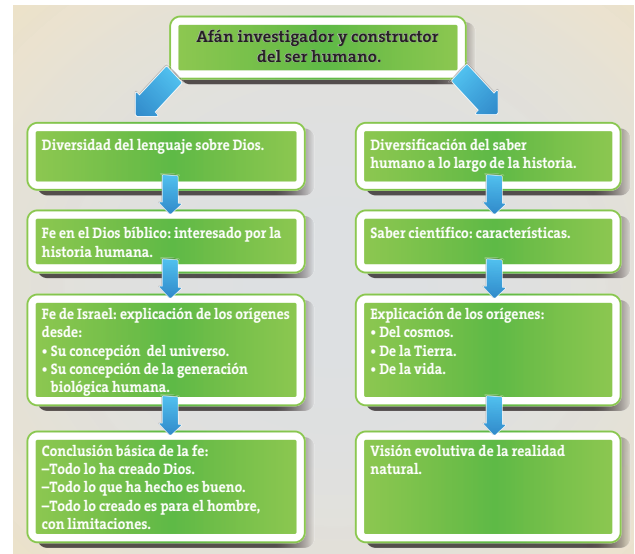 Afán investigador y constructor
del ser humano.
Diversidad del lenguaje sobre Dios.
Fe en el Dios bíblico: interesado por la
historia humana.
Fe de Israel: explicación de los orígenes
desde:
• Su concepción del universo.
• Su concepción de la generación
biológica humana.
Conclusión básica de la fe:
–Todo lo ha creado Dios.
–Todo lo que ha hecho es bueno.
–Todo lo creado es para el hombre,
con limitaciones.
Diversificación del saber
humano a lo largo de la historia.
Saber científico: características.
Explicación de los orígenes:
• Del cosmos.
• De la Tierra.
• De la vida.
Visión evolutiva de la realidad
natural.